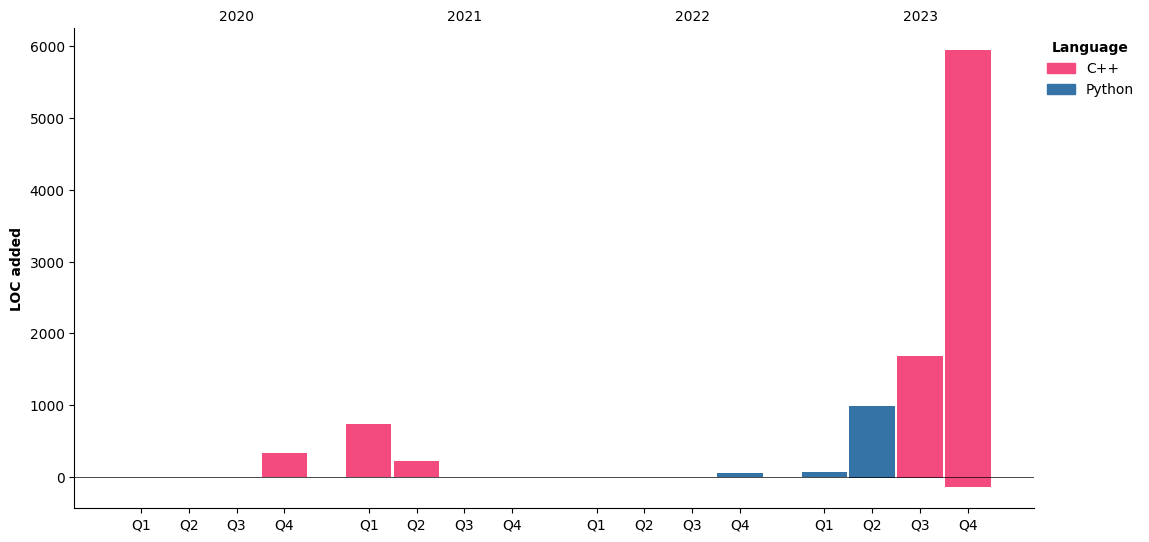 2020 2021 2022 2023
Language
C++
Python
LOC added
6000
5000
4000
3000
2000
1000
0
Q1 Q2 Q3 Q4 Q1 Q2 Q3 Q4 Q1 Q2 Q3 Q4 Q1 Q2 Q3 Q4